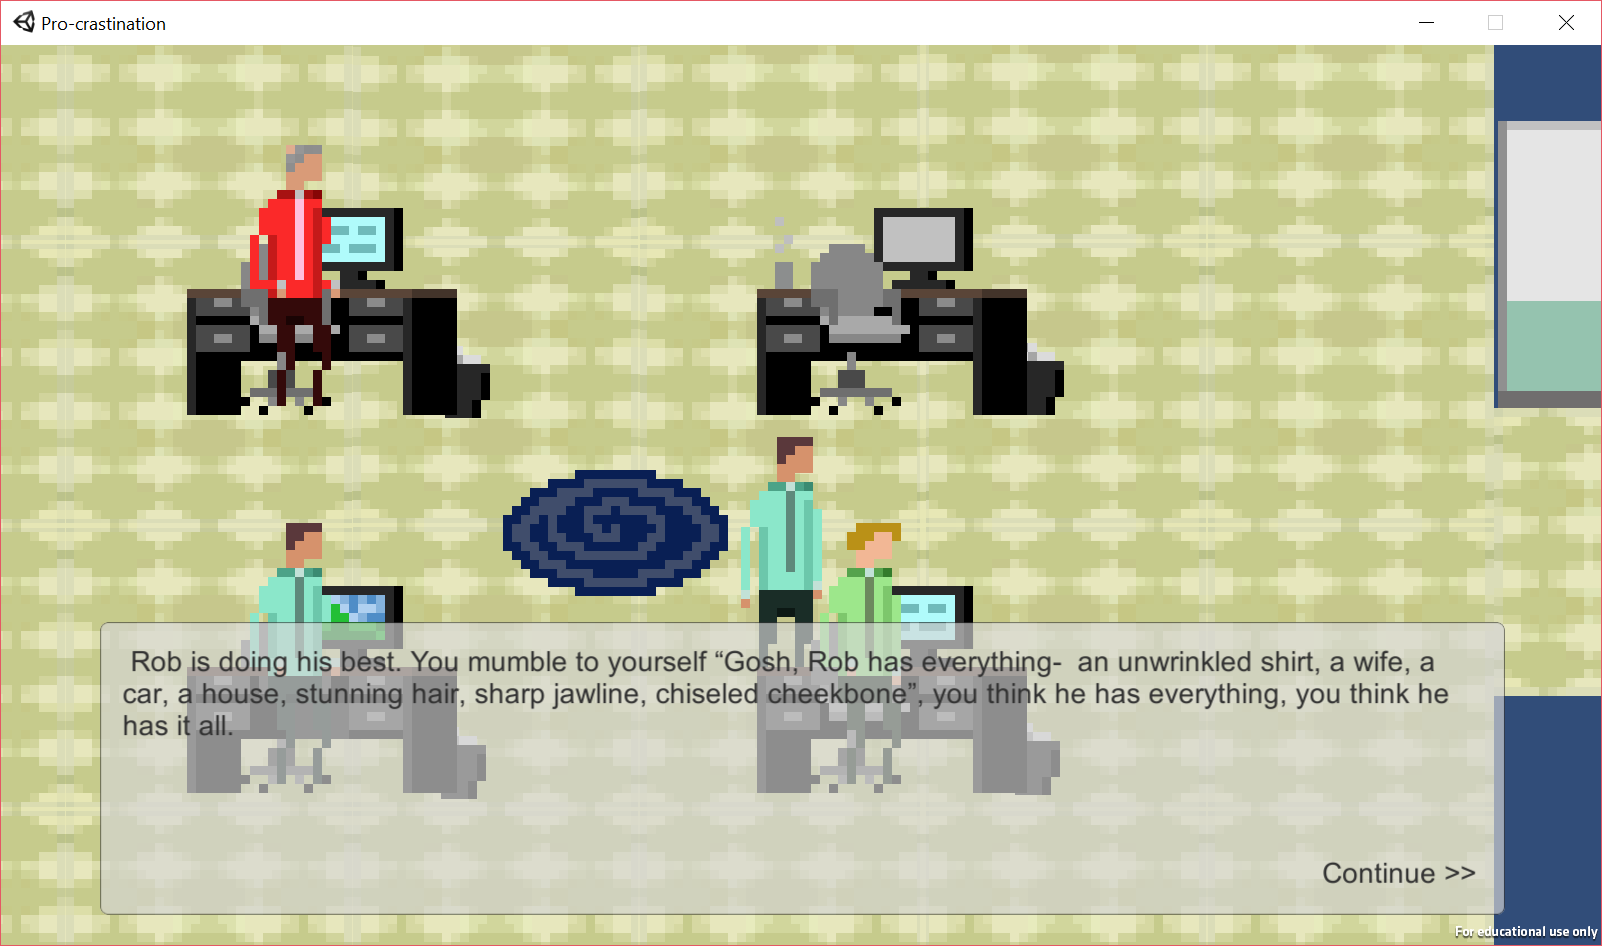 Pro-crastination
Rob is doing his best. You mumble to yourself “Gosh, Rob has everything-  an unwrinkled shirt, a wife, a
car, a house, stunning hair, sharp jawline, chiseled cheekbone”, you think he has everything, you think he
has it all.
Continue >>
For educational use only